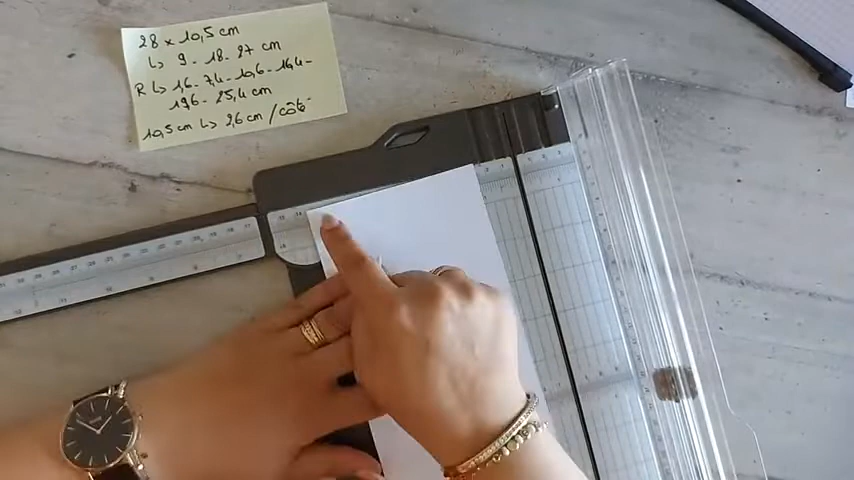 28 x 10,5 cm
↳ 9 - 18 - 27 cm
R ↳ 1,6 - 7,4 - 10,6 - 16,4 -
19,6 - 25,4 cm
10,5 cm ↳ 2,6 cm / côté